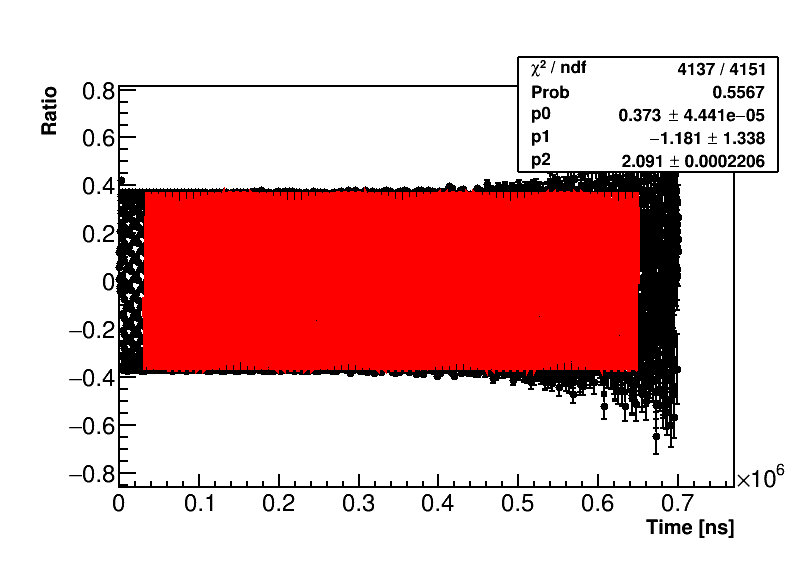 χ² / ndf 4137 / 4151
Prob 0.5567
p0 0.373 ± 4.441e−05
p1 −1.181 ± 1.338
p2 2.091 ± 0.0002206
Ratio
0.8
0.6
0.4
0.2
0
−0.2
−0.4
−0.6
−0.8
0 0.1 0.2 0.3 0.4 0.5 0.6 0.7
×10⁶
Time [ns]